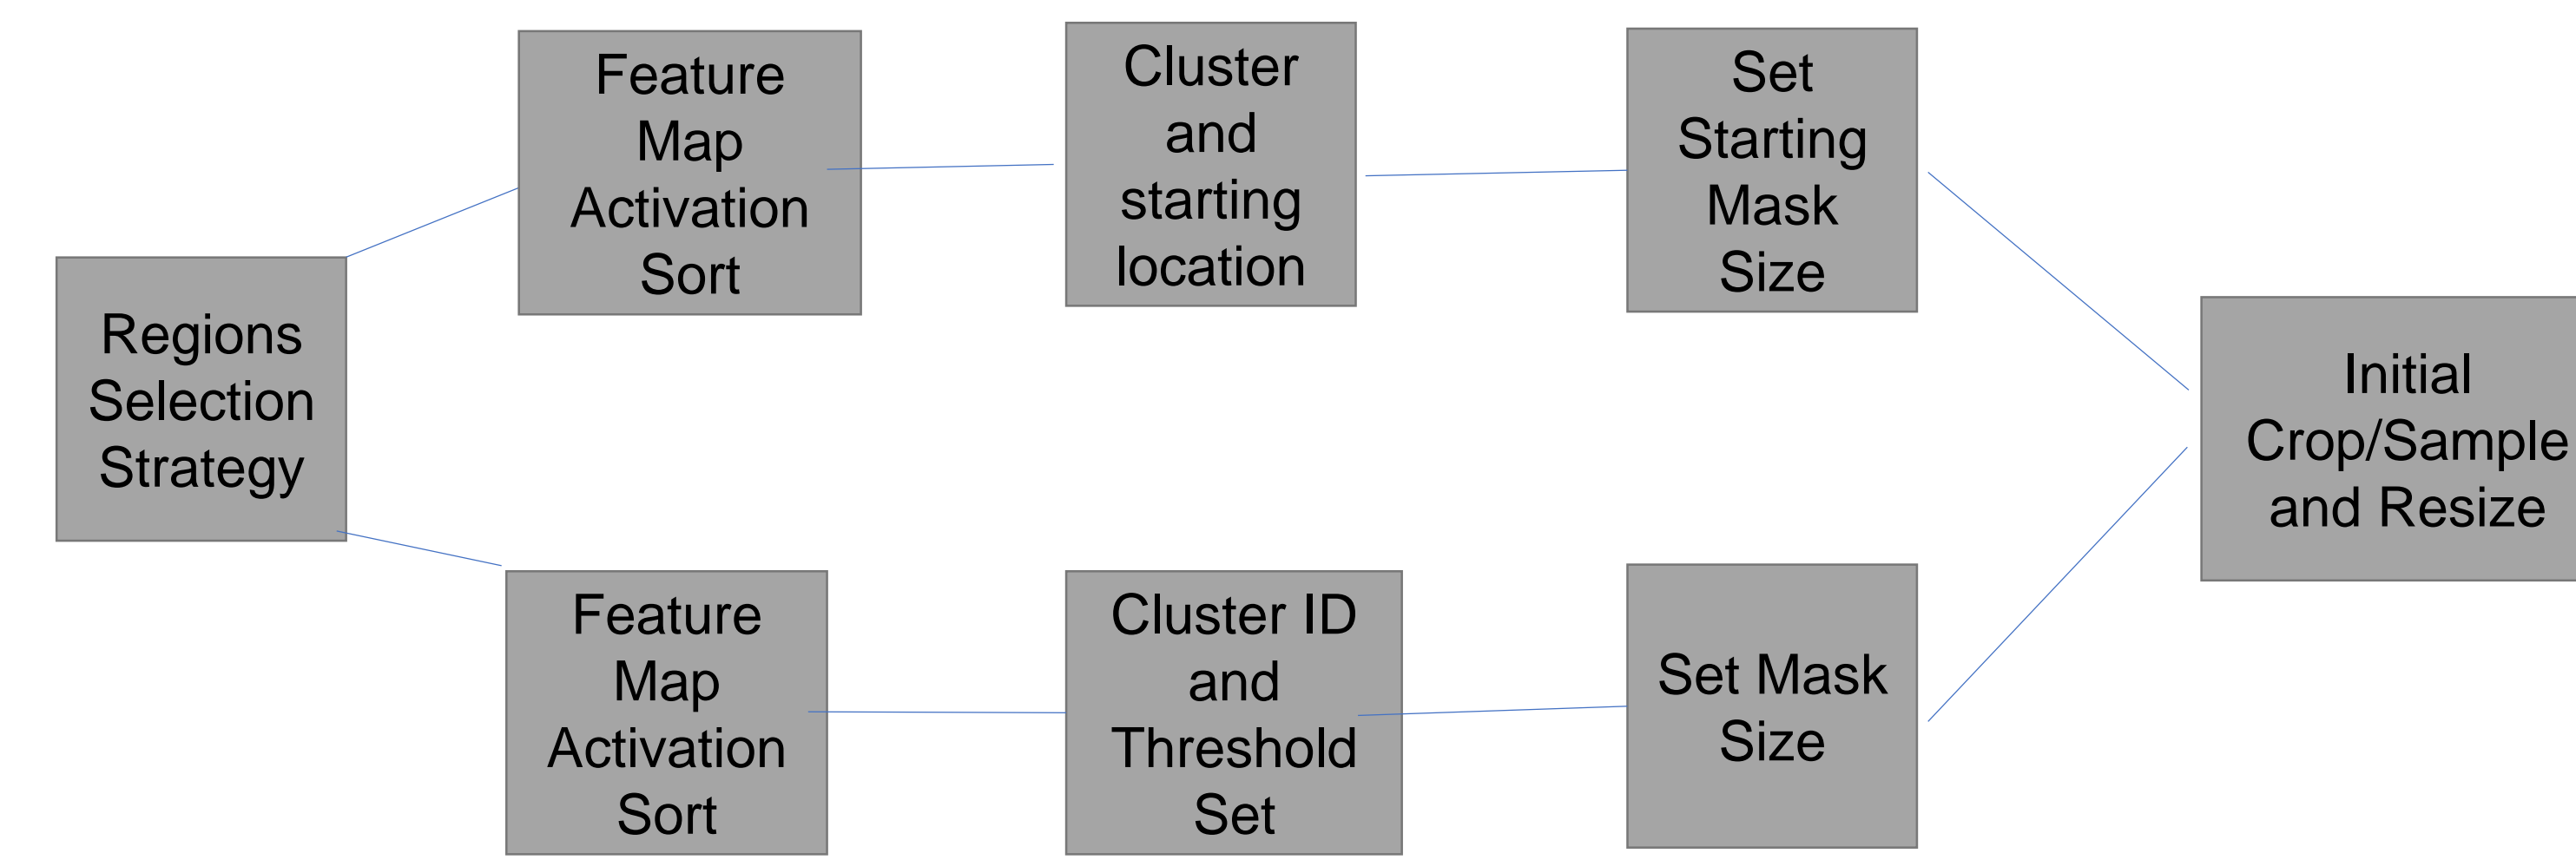 Regions
Selection
Strategy
Feature
Map
Activation
Sort
Cluster
and
starting
location
Set
Starting
Mask
Size
Feature
Map
Activation
Sort
Cluster ID
and
Threshold
Set
Set Mask
Size
Initial
Crop/Sample
and Resize